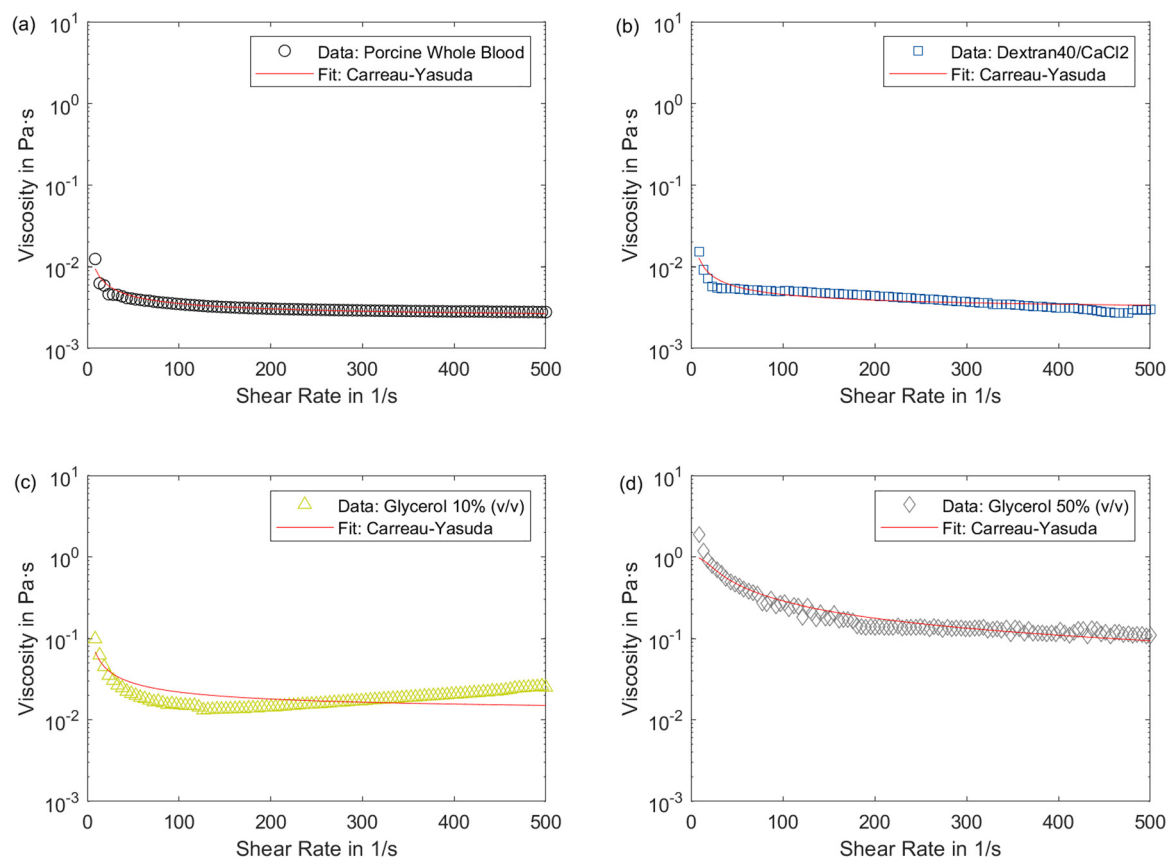 (a)
Data: Porcine Whole Blood
Fit: Carreau-Yasuda
Viscosity in Pa·s
10^1
10^0
10^-1
10^-2
10^-3
0 100 200 300 400 500
Shear Rate in 1/s
(b)
Data: Dextran40/CaCl2
Fit: Carreau-Yasuda
Viscosity in Pa·s
10^1
10^0
10^-1
10^-2
10^-3
0 100 200 300 400 500
Shear Rate in 1/s
(c)
Data: Glycerol 10% (v/v)
Fit: Carreau-Yasuda
Viscosity in Pa·s
10^1
10^0
10^-1
10^-2
10^-3
0 100 200 300 400 500
Shear Rate in 1/s
(d)
Data: Glycerol 50% (v/v)
Fit: Carreau-Yasuda
Viscosity in Pa·s
10^1
10^0
10^-1
10^-2
10^-3
0 100 200 300 400 500
Shear Rate in 1/s